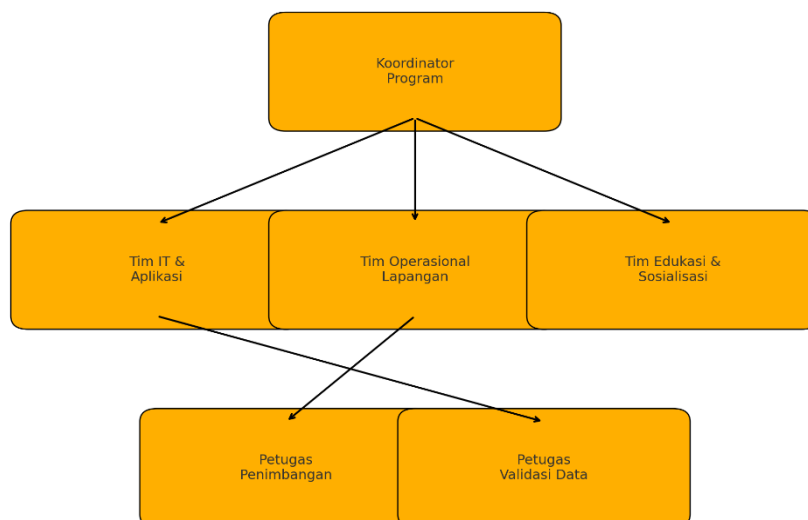 Koordinator
Program
Tim IT &
Aplikasi
Tim Operasional
Lapangan
Tim Edukasi &
Sosialisasi
Petugas
Penimbangan
Petugas
Validasi Data